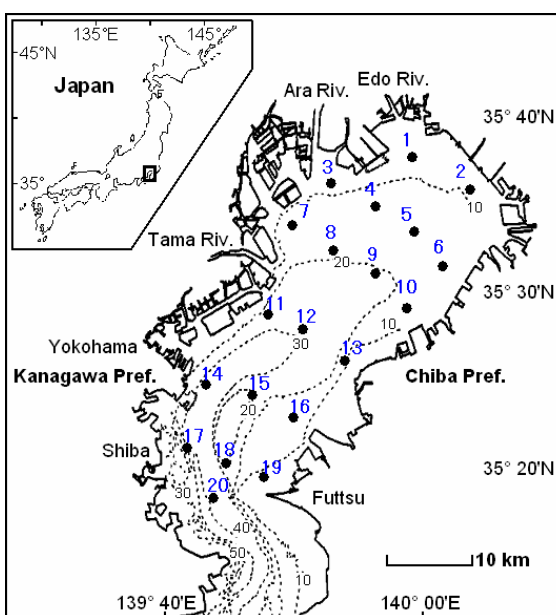 135°E
145°
45°N
Japan
35°
Edo Riv.
Ara Riv.
35° 40'N
1
2
3
4
10
7
5
Tama Riv.
8
20
9
6
35° 30'N
10
11
12
10
30
Yokohama
13
14
Kanagawa Pref.
15
Chiba Pref.
20
16
17
Shiba
18
35° 20'N
19
30
20
Futtsu
40
50
10
10 km
139° 40'E
140° 00'E